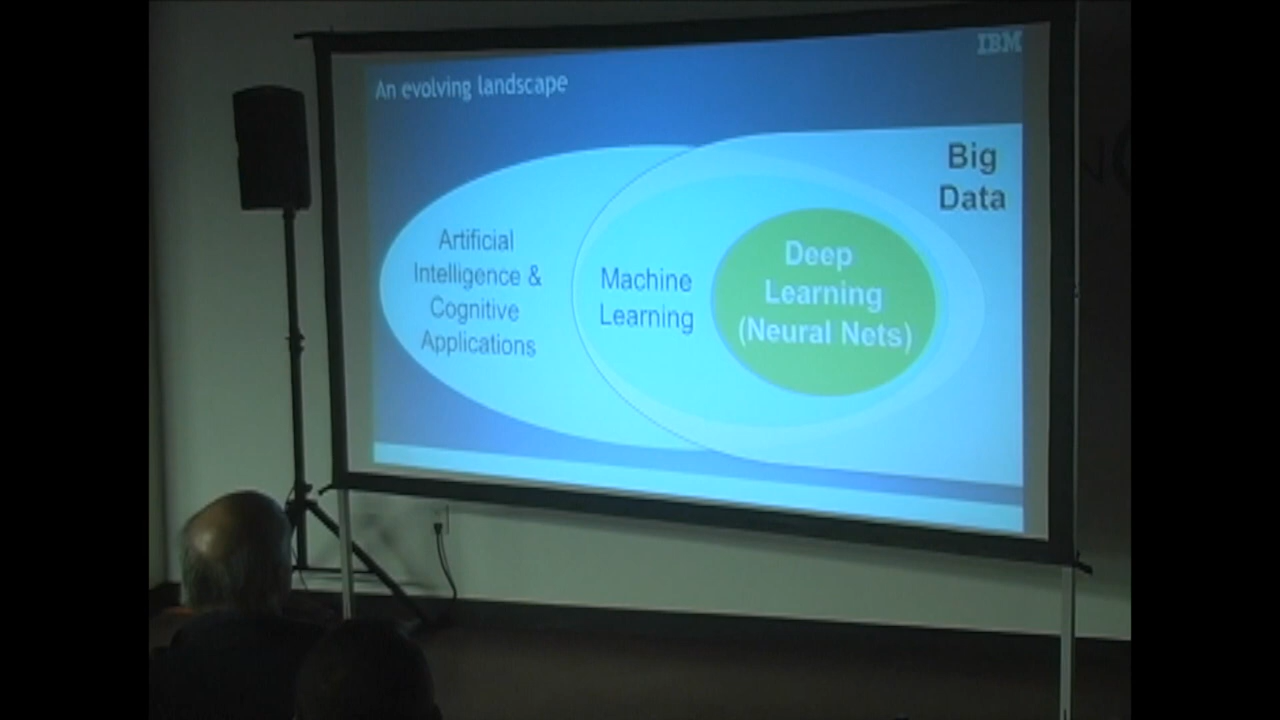 IBM
An evolving landscape
Big
Data
Artificial
Intelligence &
Cognitive
Applications
Machine
Learning
Deep
Learning
(Neural Nets)